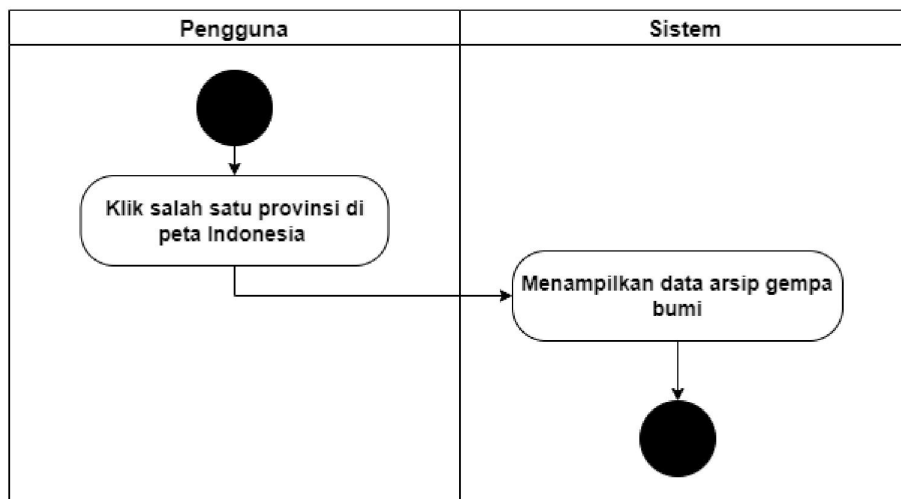 Pengguna
Sistem
Klik salah satu provinsi di
peta Indonesia
Menampilkan data arsip gempa
bumi